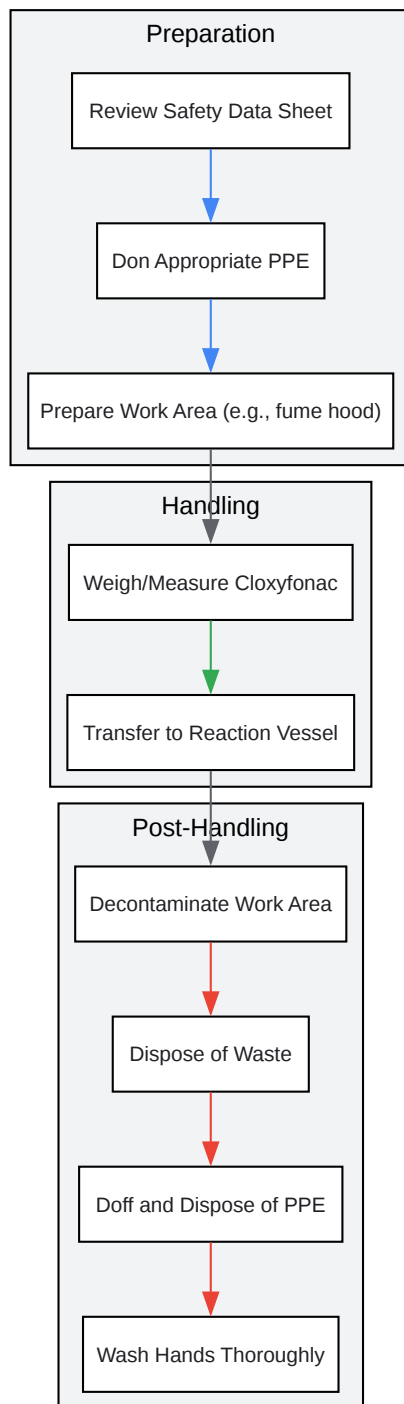 Preparation
Review Safety Data Sheet
Don Appropriate PPE
Prepare Work Area (e.g., fume hood)
Handling
Weigh/Measure Cloxyfonac
Transfer to Reaction Vessel
Post-Handling
Decontaminate Work Area
Dispose of Waste
Doff and Dispose of PPE
Wash Hands Thoroughly